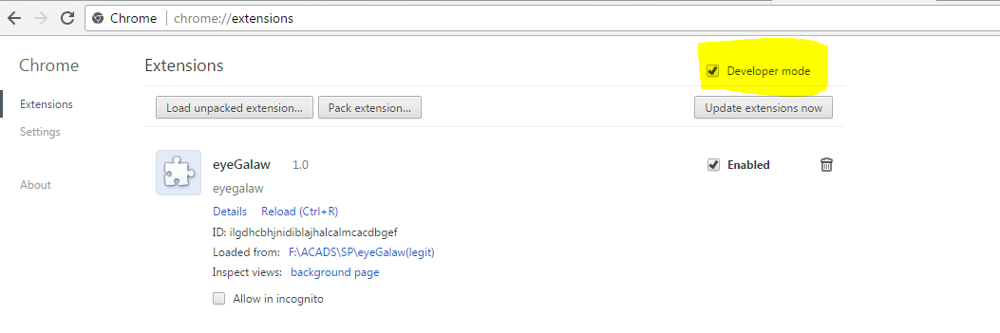 Chrome chrome://extensions
Chrome
Extensions
Developer mode
Extensions
Load unpacked extension... Pack extension... Update extensions now
Settings
eyeGalaw 1.0 Enabled
About
eyegalaw
Details Reload (Ctrl+R)
ID: ilgdhcbhjnidiblajhalcalmcacdbgef
Loaded from: F:\ACADS\SP\eyeGalaw(legit)
Inspect views: background page
Allow in incognito